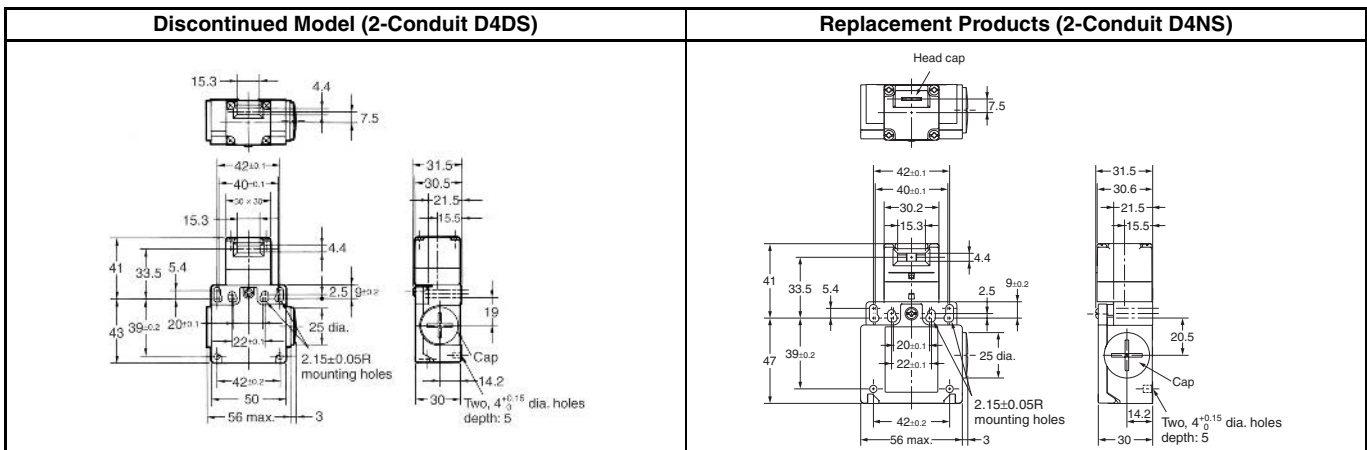 Discontinued Model (2-Conduit D4DS)
Replacement Products (2-Conduit D4NS)
15.3
4.4
7.5
42±0.1
40±0.1
30 × 30
15.3
4.4
41
33.5
5.4
2.5
9±0.2
43
39±0.2
20±0.1
22±0.1
25 dia.
2.15±0.05R
mounting holes
42±0.2
50
56 max.
3
31.5
30.5
21.5
15.5
19
Cap
14.2
30
Two, 4 +0.15 0 dia. holes
depth: 5
Head cap
7.5
42±0.1
40±0.1
30.2
15.3
4.4
41
33.5
5.4
2.5
9±0.2
47
39±0.2
20±0.1
22±0.1
25 dia.
2.15±0.05R
mounting holes
42±0.2
56 max.
3
31.5
30.6
21.5
15.5
20.5
Cap
14.2
30
Two, 4 +0.15 0 dia. holes
depth: 5